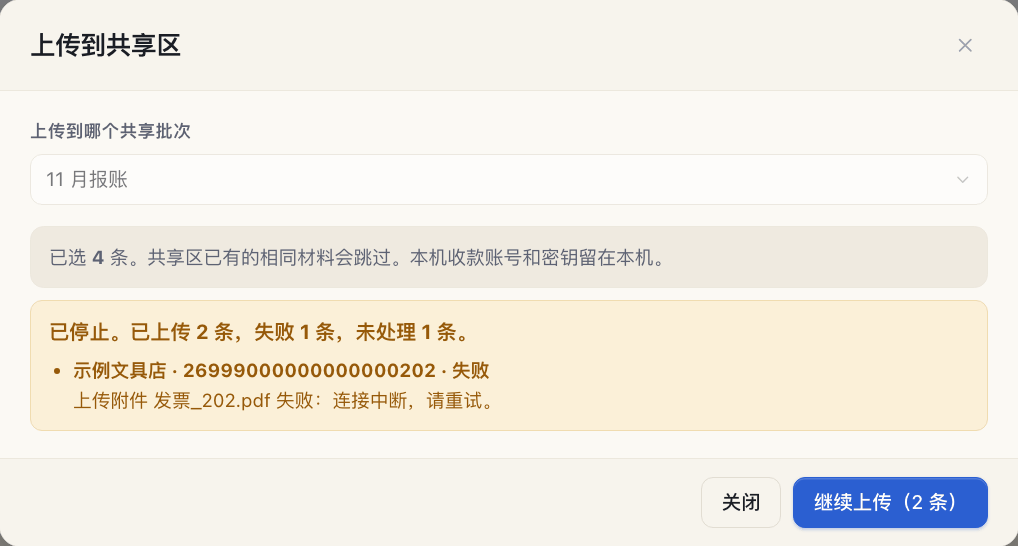 上传到共享区
上传到哪个共享批次
11 月报账
已选 4 条。共享区已有的相同材料会跳过。本机收款账号和密钥留在本机。
已停止。已上传 2 条，失败 1 条，未处理 1 条。
• 示例文具店 · 26999000000000000202 · 失败
上传附件 发票_202.pdf 失败：连接中断，请重试。
关闭
继续上传（2 条）